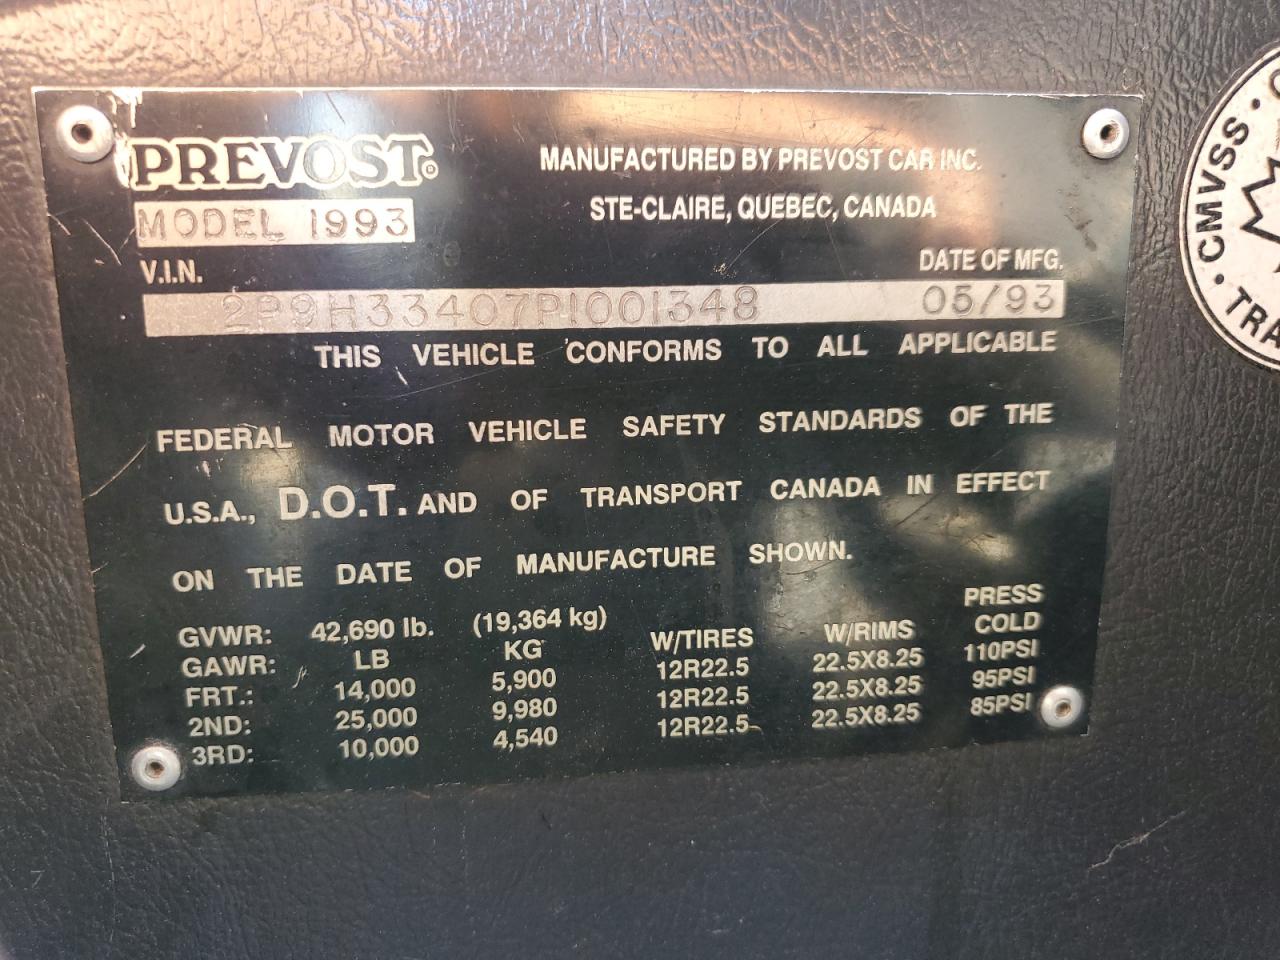 PREVOST®
MANUFACTURED BY PREVOST CAR INC.
MODEL 1993
STE-CLAIRE, QUEBEC, CANADA
V.I.N.
DATE OF MFG.
2P9H33407P1001348 05/93
THIS VEHICLE CONFORMS TO ALL APPLICABLE
FEDERAL MOTOR VEHICLE SAFETY STANDARDS OF THE
U.S.A., D.O.T. AND OF TRANSPORT CANADA IN EFFECT
ON THE DATE OF MANUFACTURE SHOWN.
PRESS
GVWR: 42,690 lb. (19,364 kg) COLD
GAWR: LB KG W/TIRES W/RIMS
FRT.: 14,000 5,900 12R22.5 22.5X8.25 110PSI
2ND: 25,000 9,980 12R22.5 22.5X8.25 95PSI
3RD: 10,000 4,540 12R22.5 22.5X8.25 85PSI
· CMVSS ·